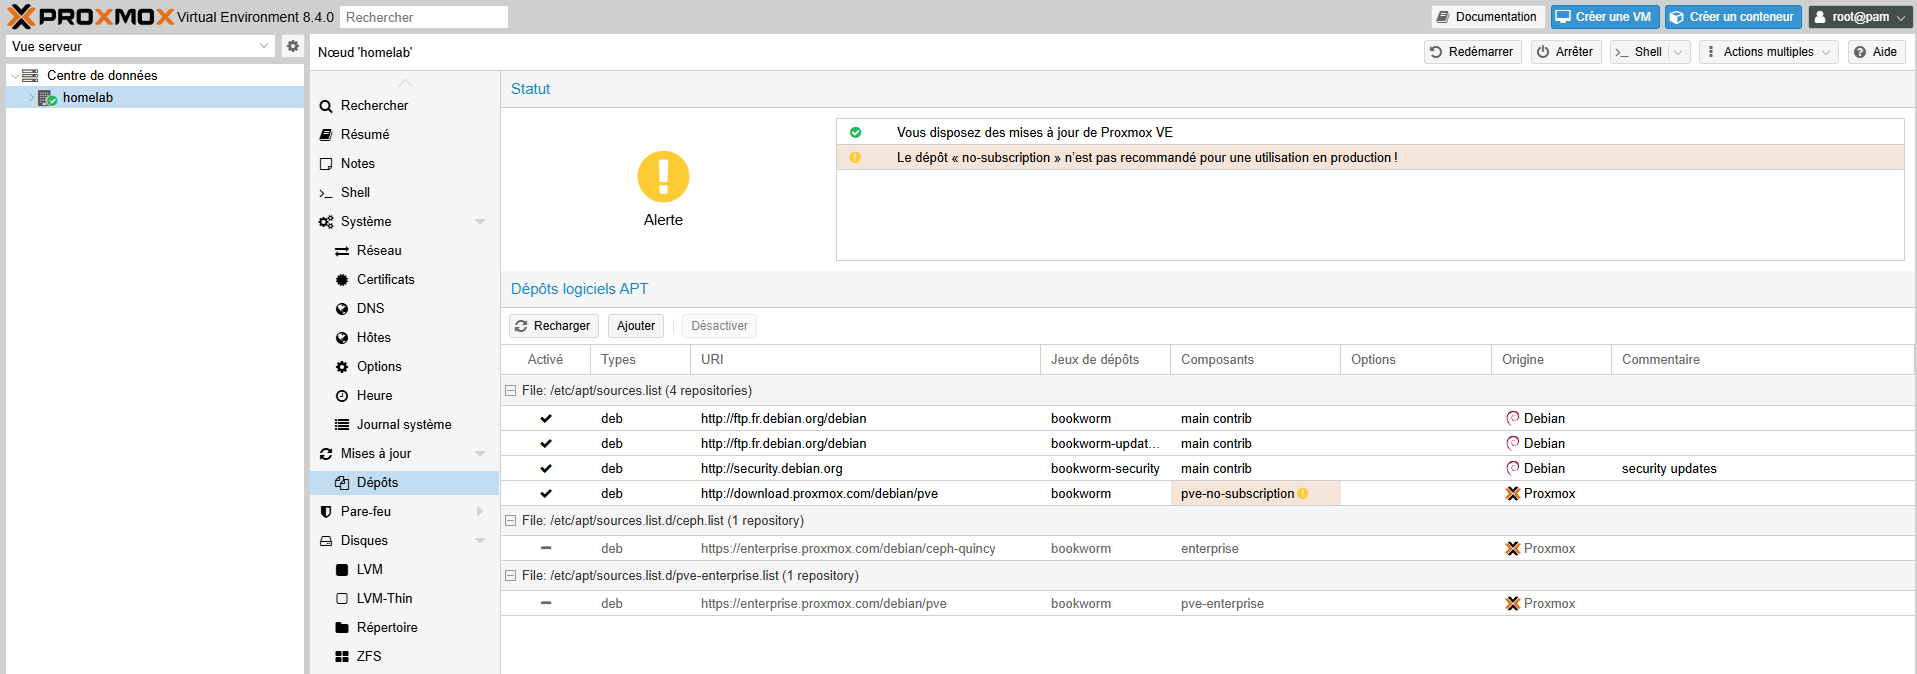 PROXMOX Virtual Environment 8.4.0 Rechercher Documentation Créer une VM Créer un conteneur root@pam
Vue serveur
Centre de données
homelab
Nœud 'homelab' Redémarrer Arrêter >_ Shell Actions multiples Aide
Rechercher
Résumé
Notes
>_ Shell
Système
Réseau
Certificats
DNS
Hôtes
Options
Heure
Journal système
Mises à jour
Dépôts
Pare-feu
Disques
LVM
LVM-Thin
Répertoire
ZFS
Statut
Alerte
Vous disposez des mises à jour de Proxmox VE
Le dépôt « no-subscription » n’est pas recommandé pour une utilisation en production !
Dépôts logiciels APT
Recharger Ajouter Désactiver
Activé Types URI Jeux de dépôts Composants Options Origine Commentaire
File: /etc/apt/sources.list (4 repositories)
deb http://ftp.fr.debian.org/debian bookworm main contrib Debian
deb http://ftp.fr.debian.org/debian bookworm-updat… main contrib Debian
deb http://security.debian.org bookworm-security main contrib Debian security updates
deb http://download.proxmox.com/debian/pve bookworm pve-no-subscription Proxmox
File: /etc/apt/sources.list.d/ceph.list (1 repository)
deb https://enterprise.proxmox.com/debian/ceph-quincy bookworm enterprise Proxmox
File: /etc/apt/sources.list.d/pve-enterprise.list (1 repository)
deb https://enterprise.proxmox.com/debian/pve bookworm pve-enterprise Proxmox